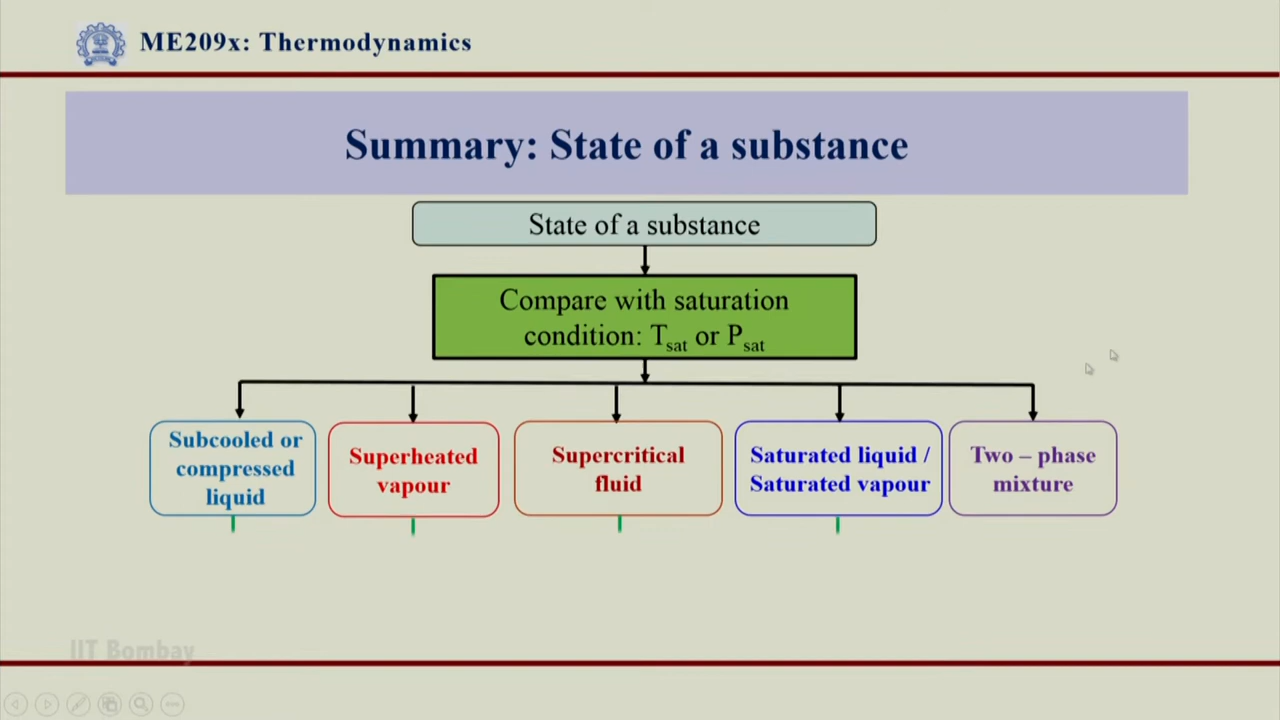 ME209x: Thermodynamics
Summary: State of a substance
State of a substance
Compare with saturation
condition: Tsat or Psat
Subcooled or
compressed
liquid
Superheated
vapour
Supercritical
fluid
Saturated liquid /
Saturated vapour
Two – phase
mixture
IIT Bombay